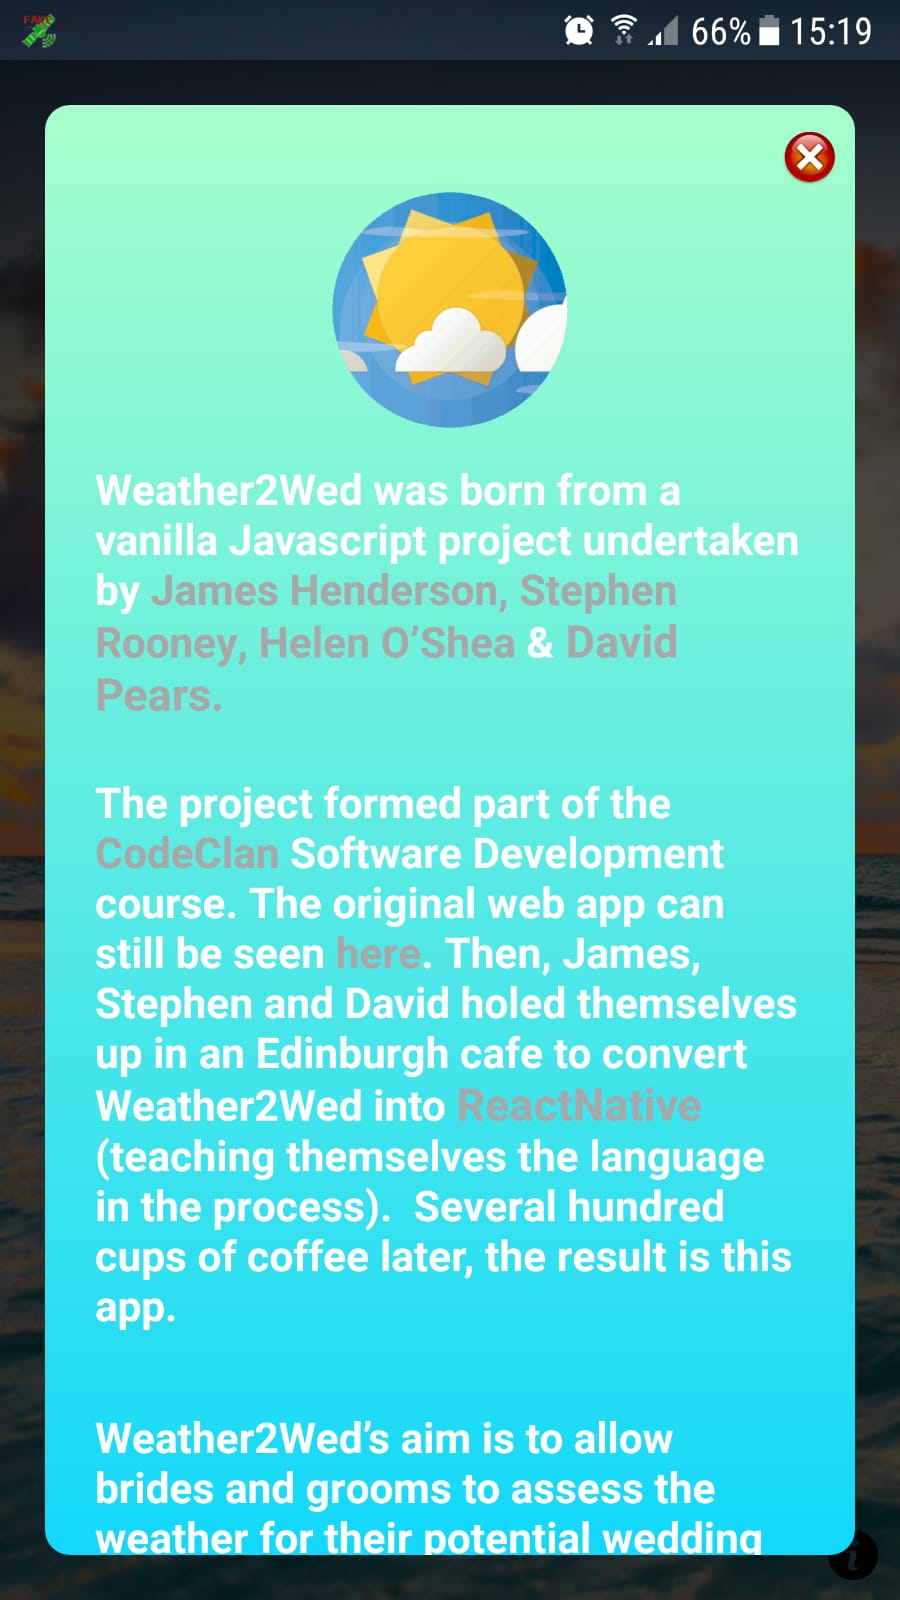 FAKE
66% 15:19
Weather2Wed was born from a
vanilla Javascript project undertaken
by James Henderson, Stephen
Rooney, Helen O’Shea & David
Pears.
The project formed part of the
CodeClan Software Development
course. The original web app can
still be seen here. Then, James,
Stephen and David holed themselves
up in an Edinburgh cafe to convert
Weather2Wed into ReactNative
(teaching themselves the language
in the process).  Several hundred
cups of coffee later, the result is this
app.
Weather2Wed’s aim is to allow
brides and grooms to assess the
weather for their potential wedding
i